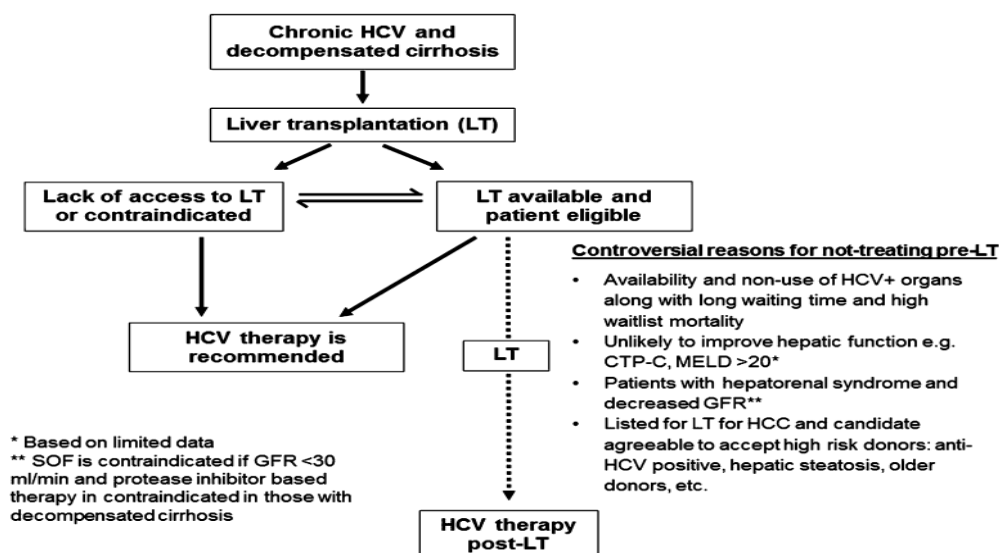 Chronic HCV and
decompensated cirrhosis
Liver transplantation (LT)
Lack of access to LT
or contraindicated
LT available and
patient eligible
HCV therapy is
recommended
LT
Controversial reasons for not-treating pre-LT
• Availability and non-use of HCV+ organs
along with long waiting time and high
waitlist mortality
• Unlikely to improve hepatic function e.g.
CTP-C, MELD >20*
• Patients with hepatorenal syndrome and
decreased GFR**
• Listed for LT for HCC and candidate
agreeable to accept high risk donors: anti-
HCV positive, hepatic steatosis, older
donors, etc.
* Based on limited data
** SOF is contraindicated if GFR <30
ml/min and protease inhibitor based
therapy in contraindicated in those with
decompensated cirrhosis
HCV therapy
post-LT